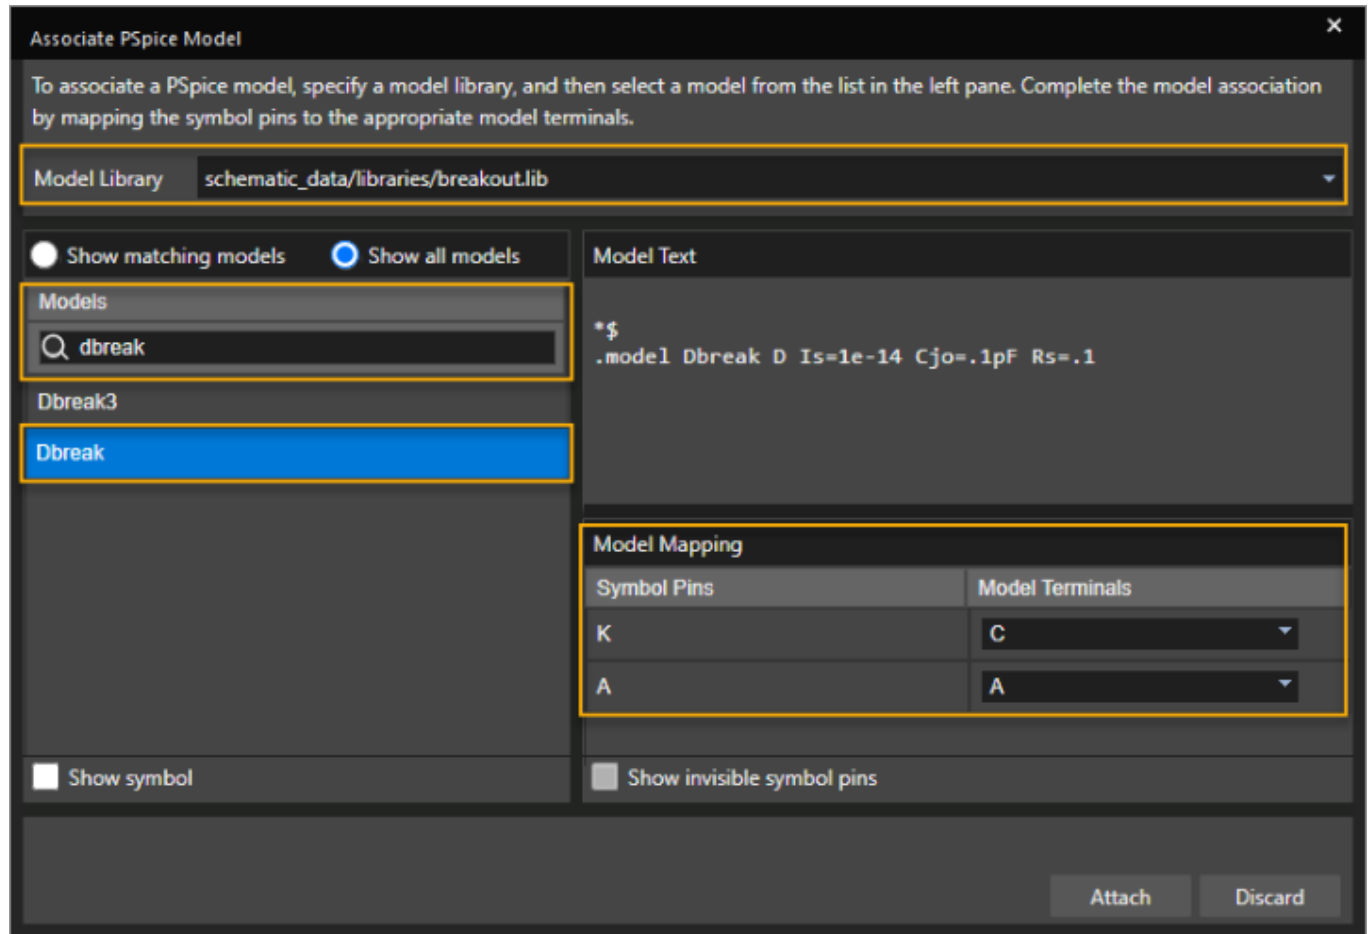 Associate PSpice Model
To associate a PSpice model, specify a model library, and then select a model from the list in the left pane. Complete the model association
by mapping the symbol pins to the appropriate model terminals.
Model Library schematic_data/libraries/breakout.lib
Show matching models Show all models
Models
dbreak
Dbreak3
Dbreak
Show symbol
Model Text
*$
.model Dbreak D Is=1e-14 Cjo=.1pF Rs=.1
Model Mapping
Symbol Pins Model Terminals
K C
A A
Show invisible symbol pins
Attach Discard